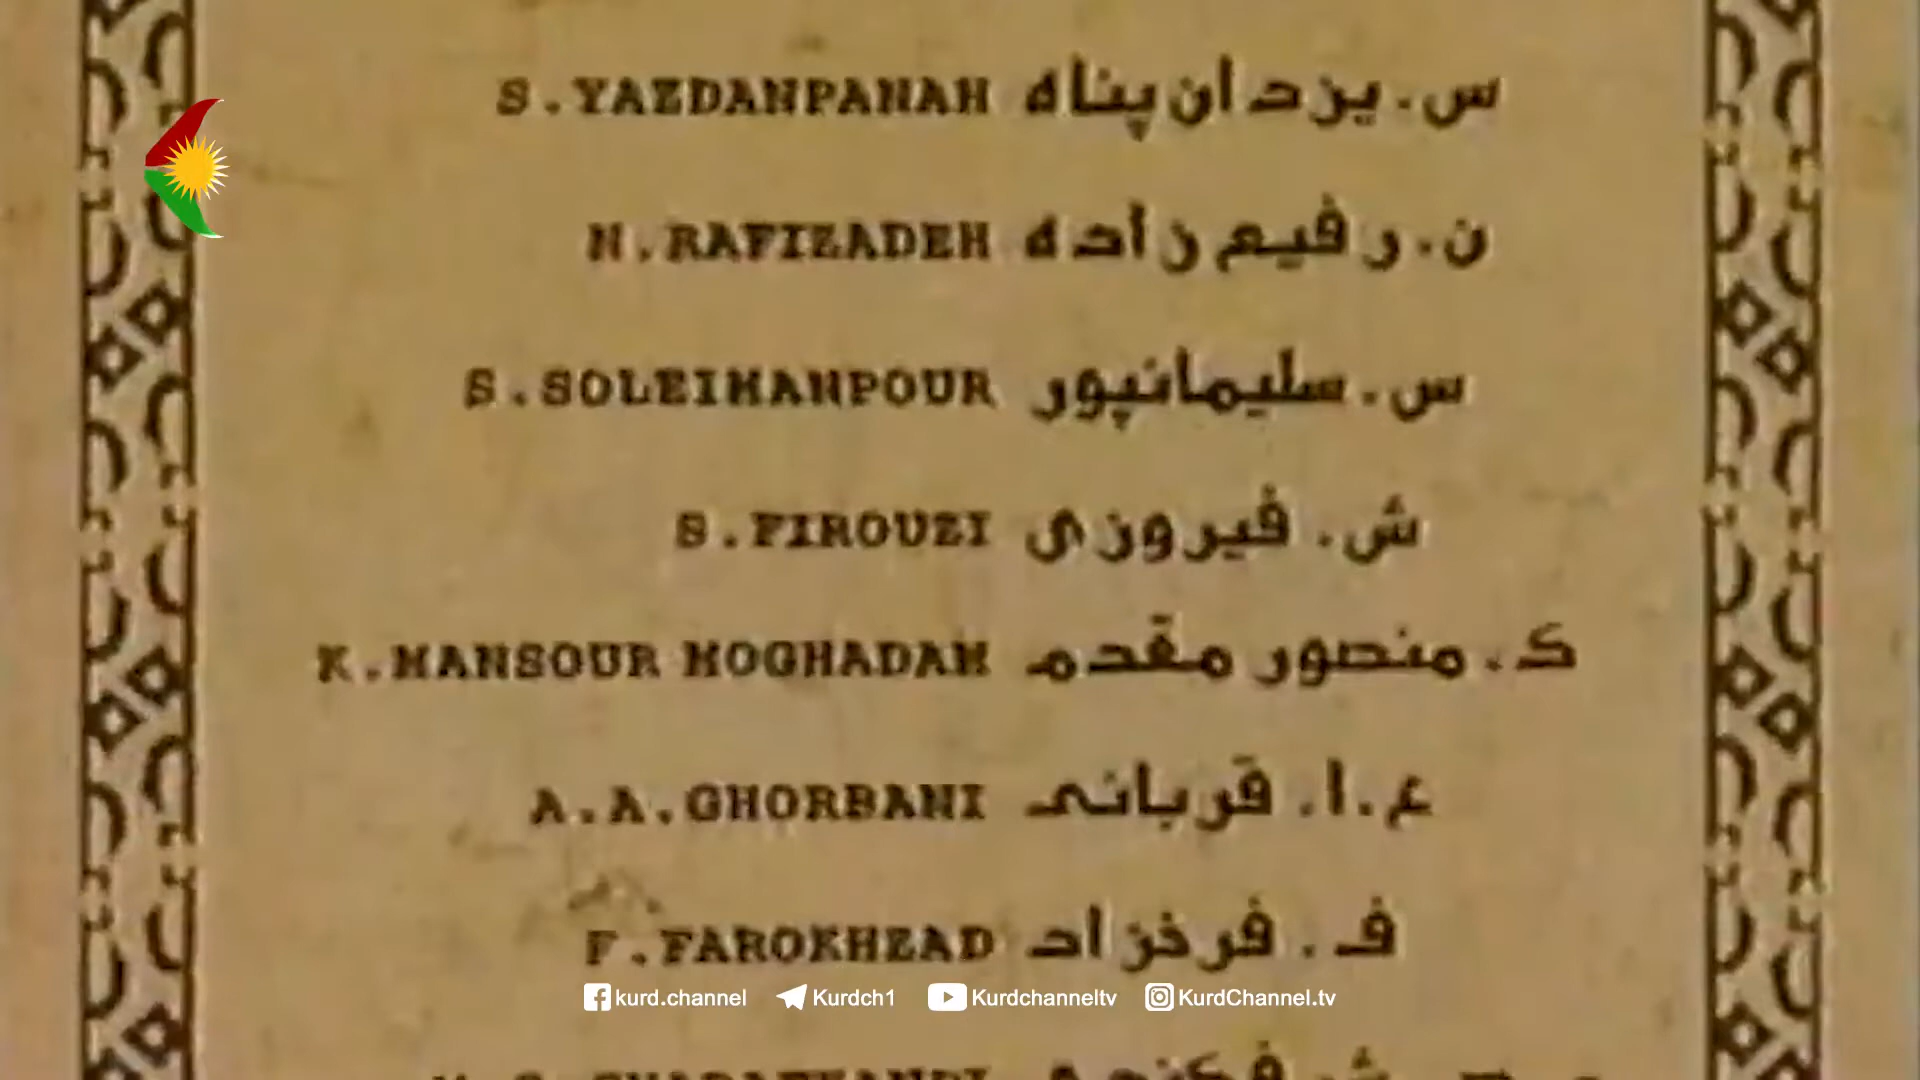 S.YAZDANPANAH س.یزدان پناه
N.RAFIZADEH ن.رفیع زاده
S.SOLEIMANPOUR س.سلیمانپور
S.FIROUZI ش.فیروزی
K.MANSOUR MOGHADAM ک.منصور مقدم
A.A.GHORBANI ع.ا.قربانی
F.FAROKHZAD ف.فرخزاد
kurd.channel Kurdch1 Kurdchanneltv KurdChannel.tv